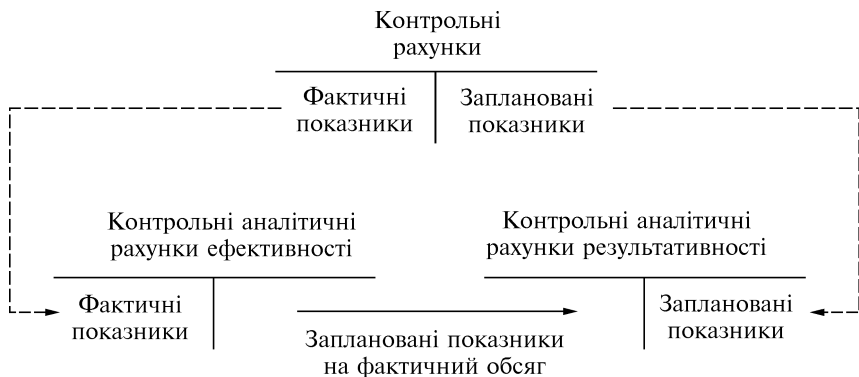 Контрольні
рахунки
Фактичні
показники
Заплановані
показники
Контрольні аналітичні
рахунки ефективності
Контрольні аналітичні
рахунки результативності
Фактичні
показники
Заплановані показники
на фактичний обсяг
Заплановані
показники